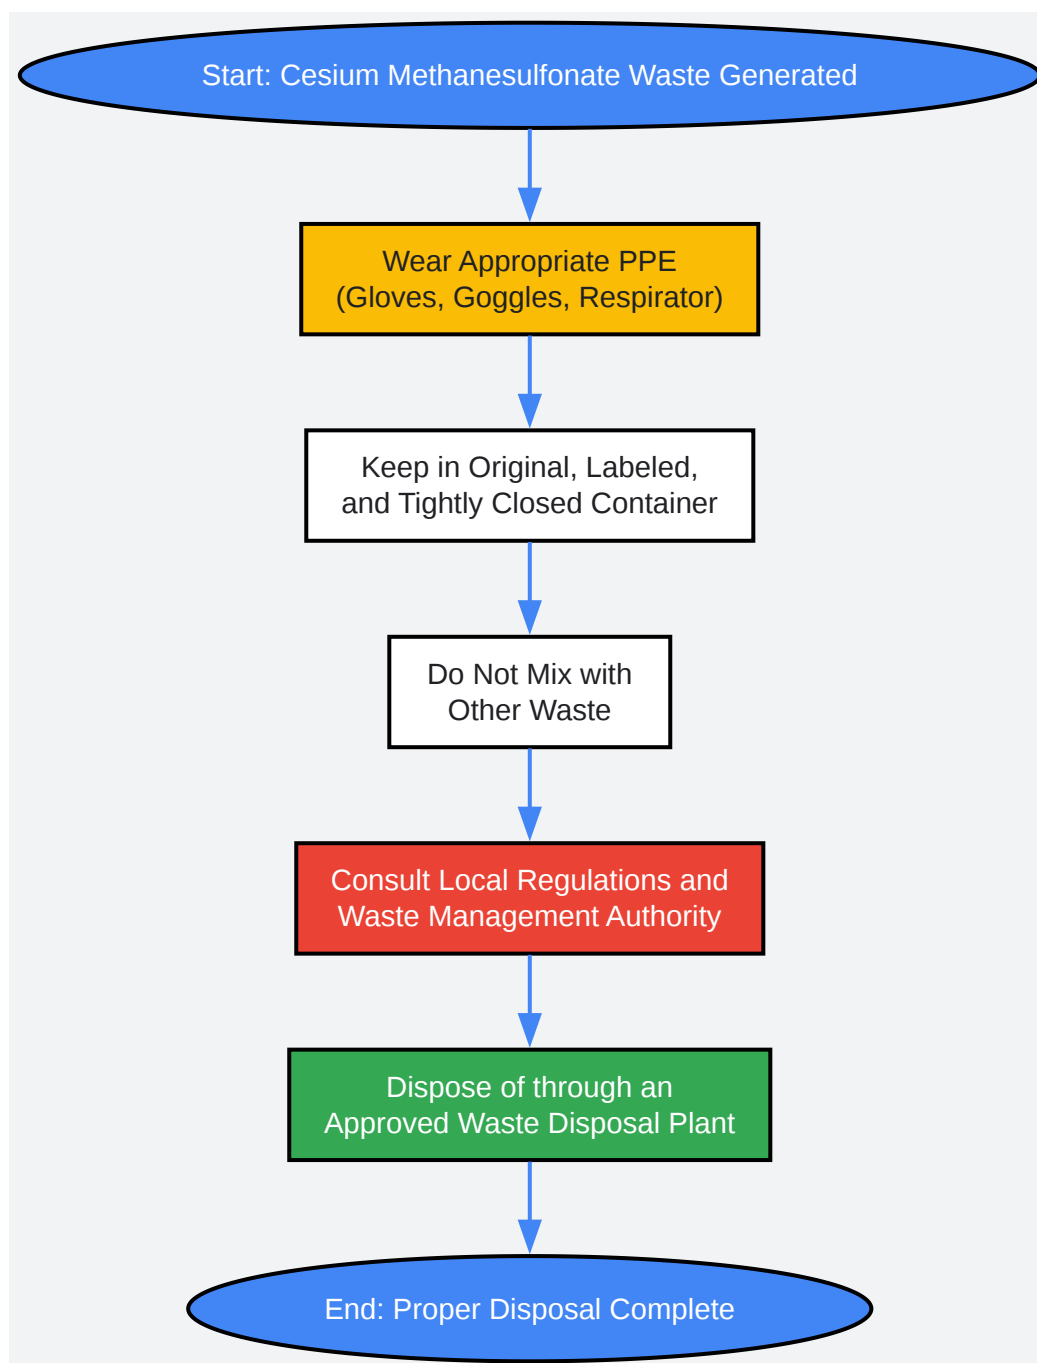 Start: Cesium Methanesulfonate Waste Generated
Wear Appropriate PPE
(Gloves, Goggles, Respirator)
Keep in Original, Labeled,
and Tightly Closed Container
Do Not Mix with
Other Waste
Consult Local Regulations and
Waste Management Authority
Dispose of through an
Approved Waste Disposal Plant
End: Proper Disposal Complete